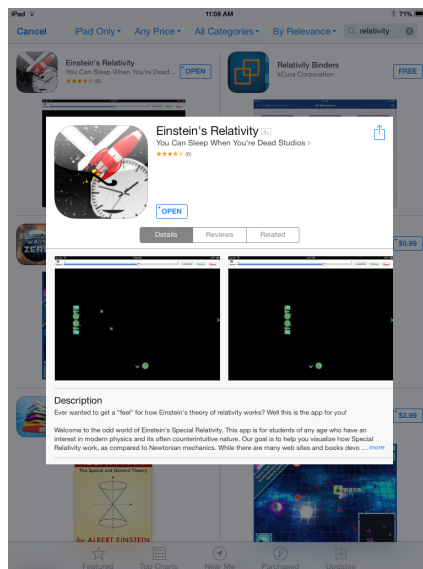 iPad 11:08 AM 71%
Cancel iPad Only All Categories Any Price By Relevance relativity
Einstein's Relativity
You Can Sleep When You're Dead...
(6)
OPEN
Relativity Binders
kCura Corporation
FREE
Einstein's Relativity
You Can Sleep When You're Dead Studios >
(6)
OPEN
Details Reviews Related
Description
Ever wanted to get a "feel" for how Einstein's theory of relativity works? Well this is the app for you!
Welcome to the odd world of Einstein's Special Relativity. This app is for students of any age who have an
interest in modern physics and its often counterintuitive nature. Our goal is to help you visualize how Special
Relativity work, as compared to Newtonian mechanics. While there are many web sites and books devo ... more
ZERO
$0.99
$2.99
The Special and General Theory
by ALBERT EINSTEIN
Featured Top Charts Near Me Purchased Updates